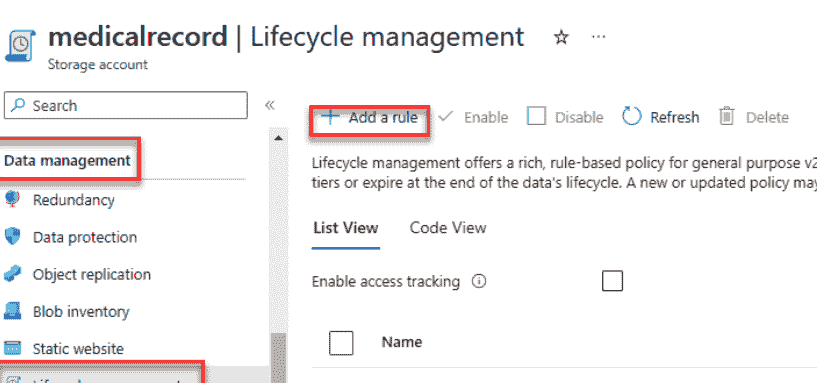 medicalrecord | Lifecycle management
Storage account
Search
Add a rule
Enable
Disable
Refresh
Delete
Data management
Redundancy
Data protection
Object replication
Blob inventory
Static website
Lifecycle management
Lifecycle management offers a rich, rule-based policy for general purpose v2
tiers or expire at the end of the data's lifecycle. A new or updated policy may
List View
Code View
Enable access tracking
Name